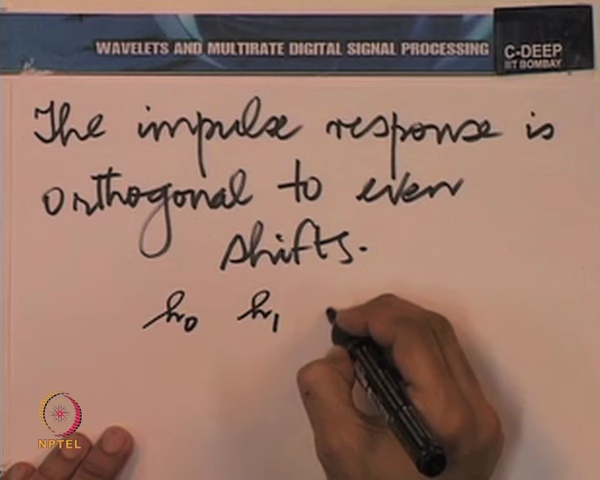 WAVELETS AND MULTIRATE DIGITAL SIGNAL PROCESSING
C-DEEP
IIT BOMBAY
The impulse response is
orthogonal to even
shifts.
h₀ h₁
NPTEL